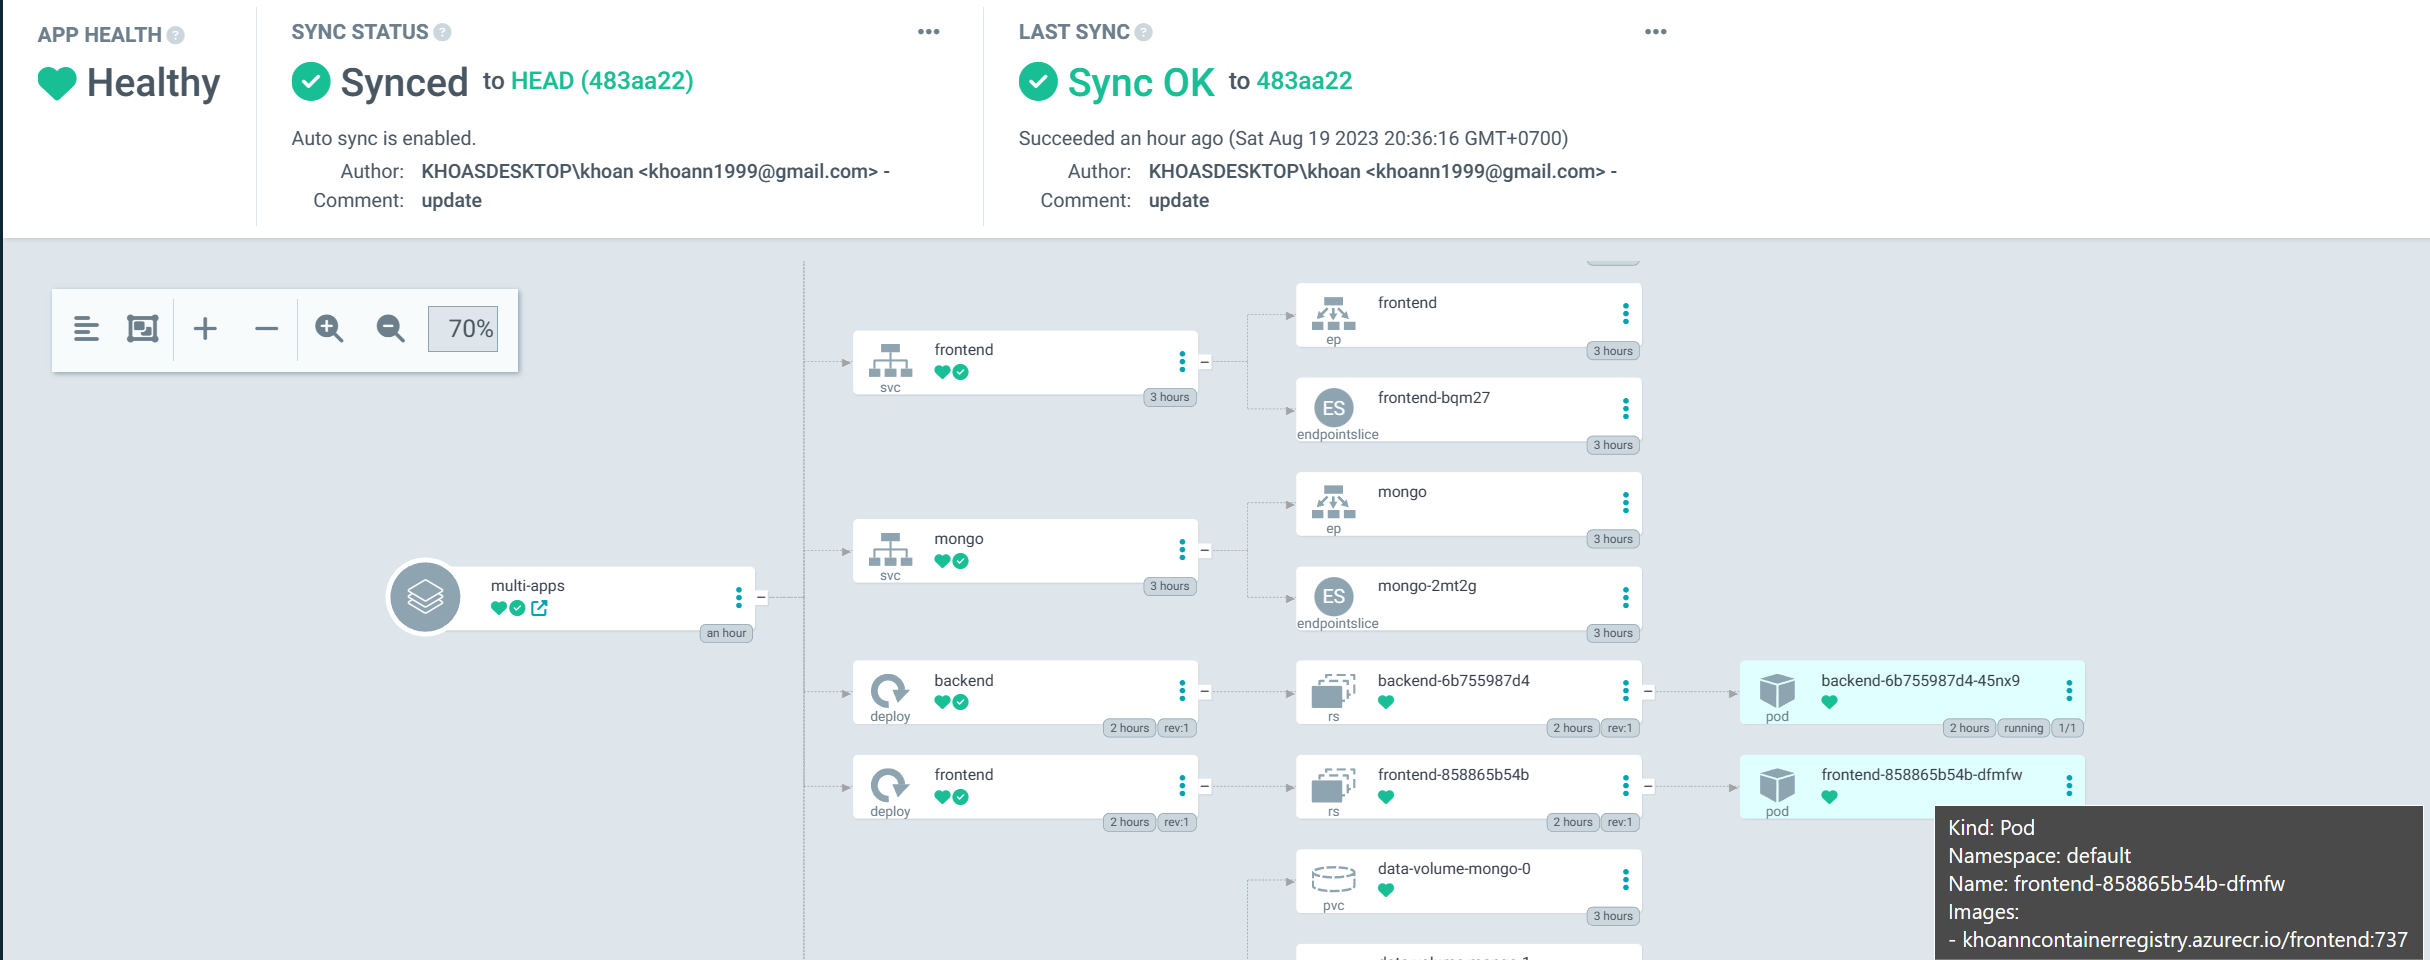 APP HEALTH ?
Healthy
SYNC STATUS ?
Synced to HEAD (483aa22)
Auto sync is enabled.
Author: KHOASDESKTOP\khoan <khoann1999@gmail.com> -
Comment: update
LAST SYNC ?
Sync OK to 483aa22
Succeeded an hour ago (Sat Aug 19 2023 20:36:16 GMT+0700)
Author: KHOASDESKTOP\khoan <khoann1999@gmail.com> -
Comment: update
70%
multi-apps
an hour
frontend
svc
3 hours
frontend
ep
3 hours
ES
frontend-bqm27
endpointslice
3 hours
mongo
svc
3 hours
mongo
ep
3 hours
ES
mongo-2mt2g
endpointslice
3 hours
backend
deploy
2 hours rev:1
backend-6b755987d4
rs
2 hours rev:1
backend-6b755987d4-45nx9
pod
2 hours running 1/1
frontend
deploy
2 hours rev:1
frontend-858865b54b
rs
2 hours rev:1
frontend-858865b54b-dfmfw
pod
data-volume-mongo-0
pvc
3 hours
Kind: Pod
Namespace: default
Name: frontend-858865b54b-dfmfw
Images:
- khoanncontainerregistry.azurecr.io/frontend:737